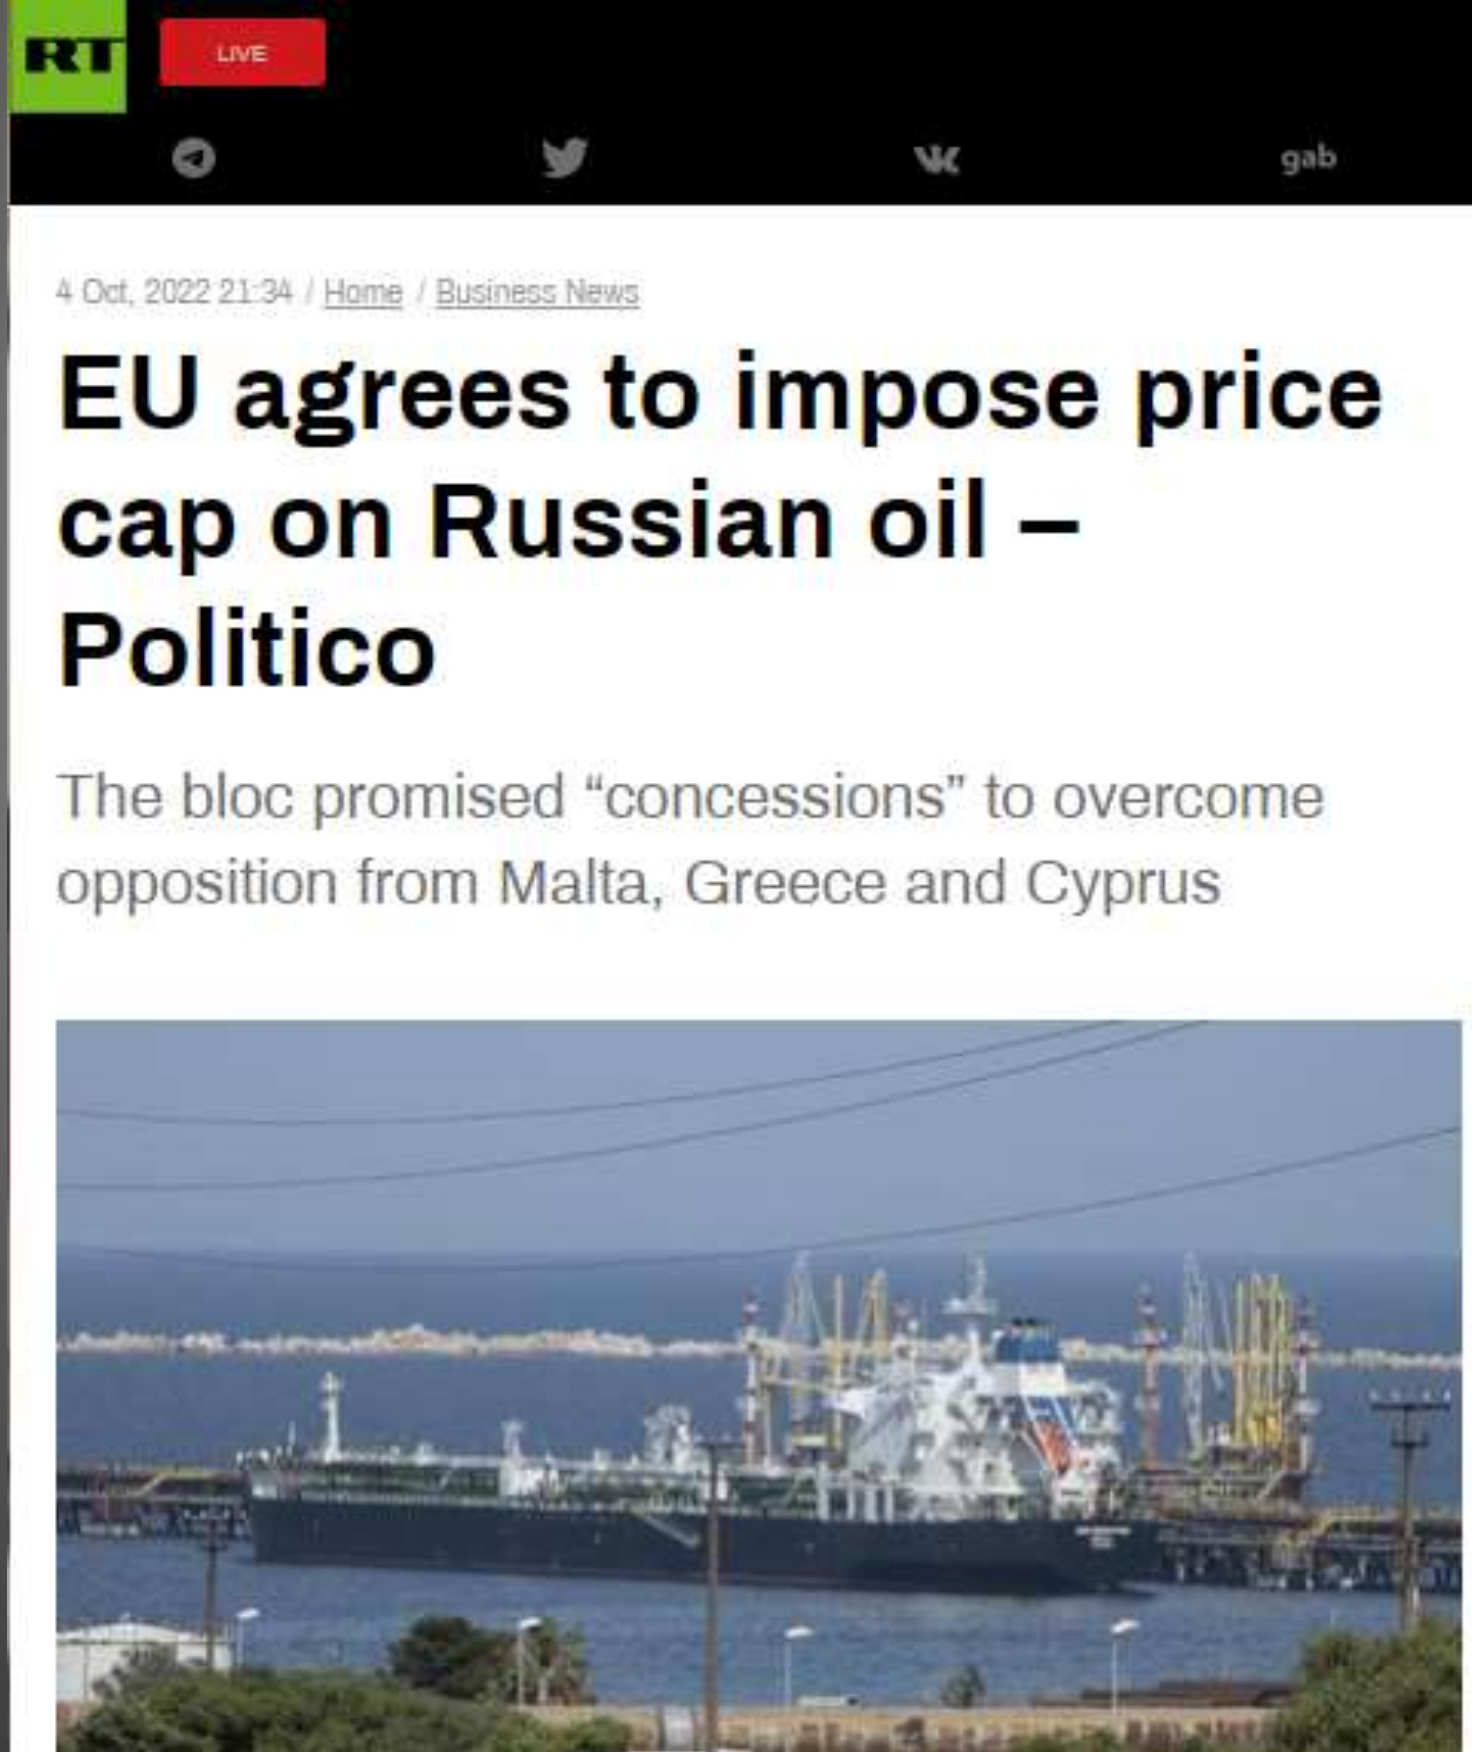 RT
LIVE
gab
4 Oct, 2022 21:34 / Home / Business News
EU agrees to impose price
cap on Russian oil –
Politico
The bloc promised “concessions” to overcome
opposition from Malta, Greece and Cyprus